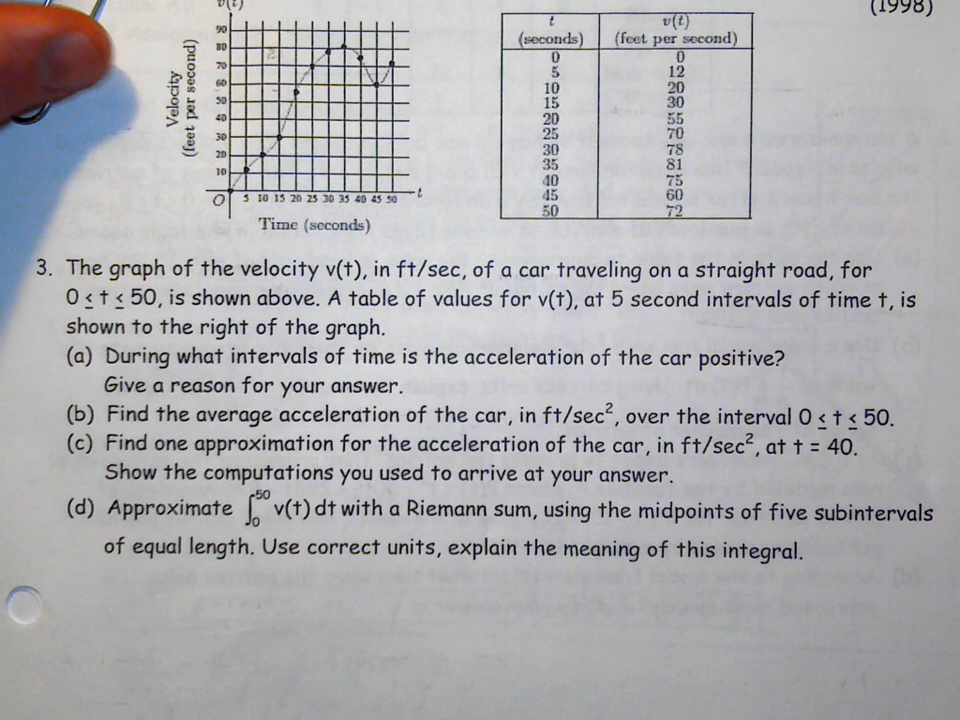 v(t)
(1998)
90
80
70
60
50
40
30
20
10
Velocity
(feet per second)
O
5 10 15 20 25 30 35 40 45 50
t
Time (seconds)
t v(t)
(seconds) (feet per second)
0 0
5 12
10 20
15 30
20 55
25 70
30 78
35 81
40 75
45 60
50 72
3. The graph of the velocity v(t), in ft/sec, of a car traveling on a straight road, for
0 ≤ t ≤ 50, is shown above. A table of values for v(t), at 5 second intervals of time t, is
shown to the right of the graph.
(a) During what intervals of time is the acceleration of the car positive?
Give a reason for your answer.
(b) Find the average acceleration of the car, in ft/sec², over the interval 0 ≤ t ≤ 50.
(c) Find one approximation for the acceleration of the car, in ft/sec², at t = 40.
Show the computations you used to arrive at your answer.
(d) Approximate ∫₀⁵⁰ v(t) dt with a Riemann sum, using the midpoints of five subintervals
of equal length. Use correct units, explain the meaning of this integral.